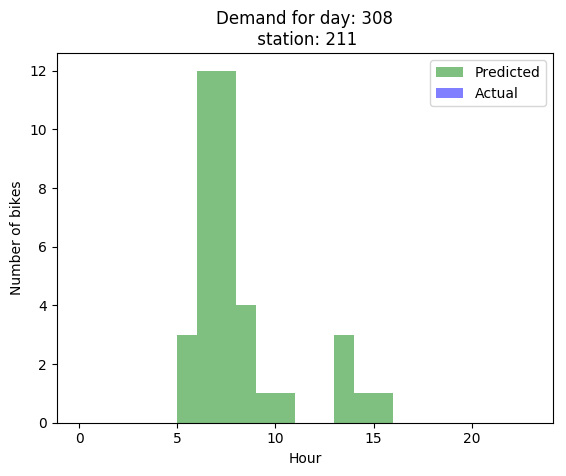 Demand for day: 308
station: 211
Predicted
Actual
12
10
8
6
4
2
0
Number of bikes
0 5 10 15 20
Hour